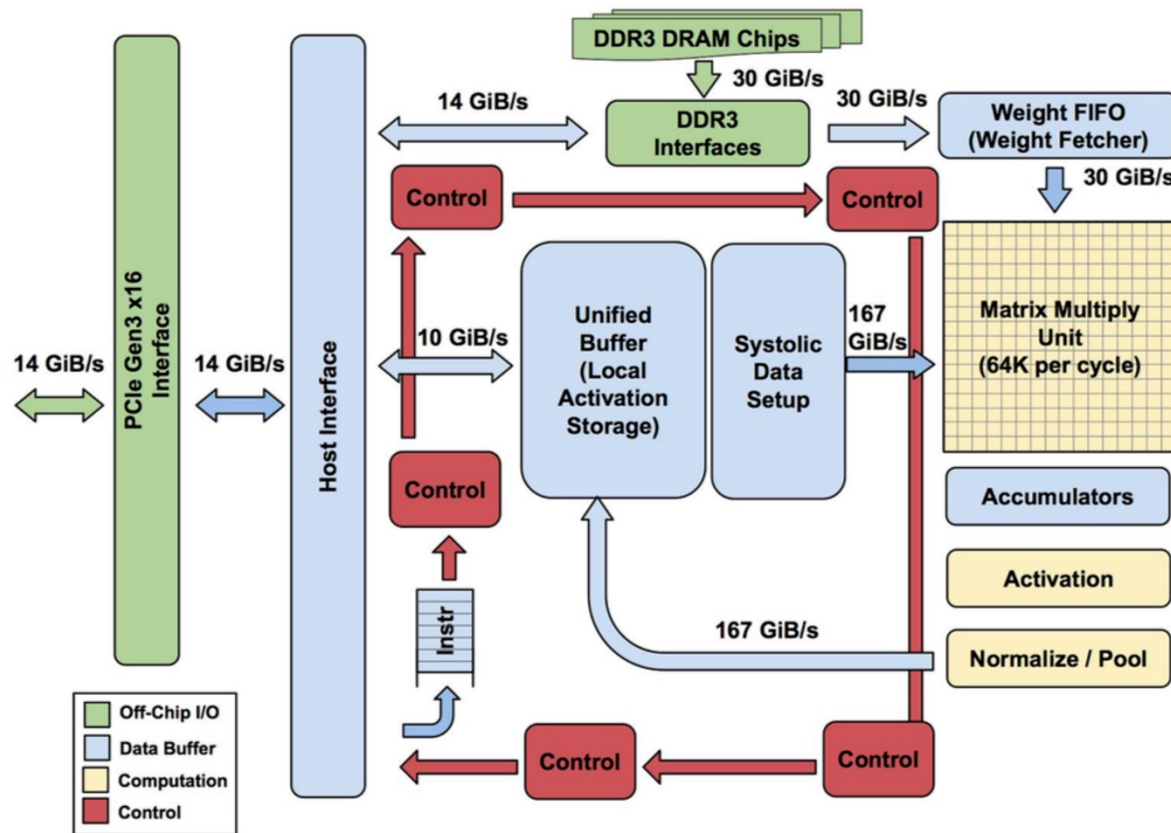 DDR3 DRAM Chips
30 GiB/s
14 GiB/s
DDR3
Interfaces
30 GiB/s
Weight FIFO
(Weight Fetcher)
30 GiB/s
Control
Control
PCIe Gen3 x16
Interface
14 GiB/s
14 GiB/s
Host Interface
10 GiB/s
Unified
Buffer
(Local
Activation
Storage)
Systolic
Data
Setup
167
GiB/s
Matrix Multiply
Unit
(64K per cycle)
Control
Accumulators
Activation
Instr
167 GiB/s
Normalize / Pool
Control
Control
Off-Chip I/O
Data Buffer
Computation
Control